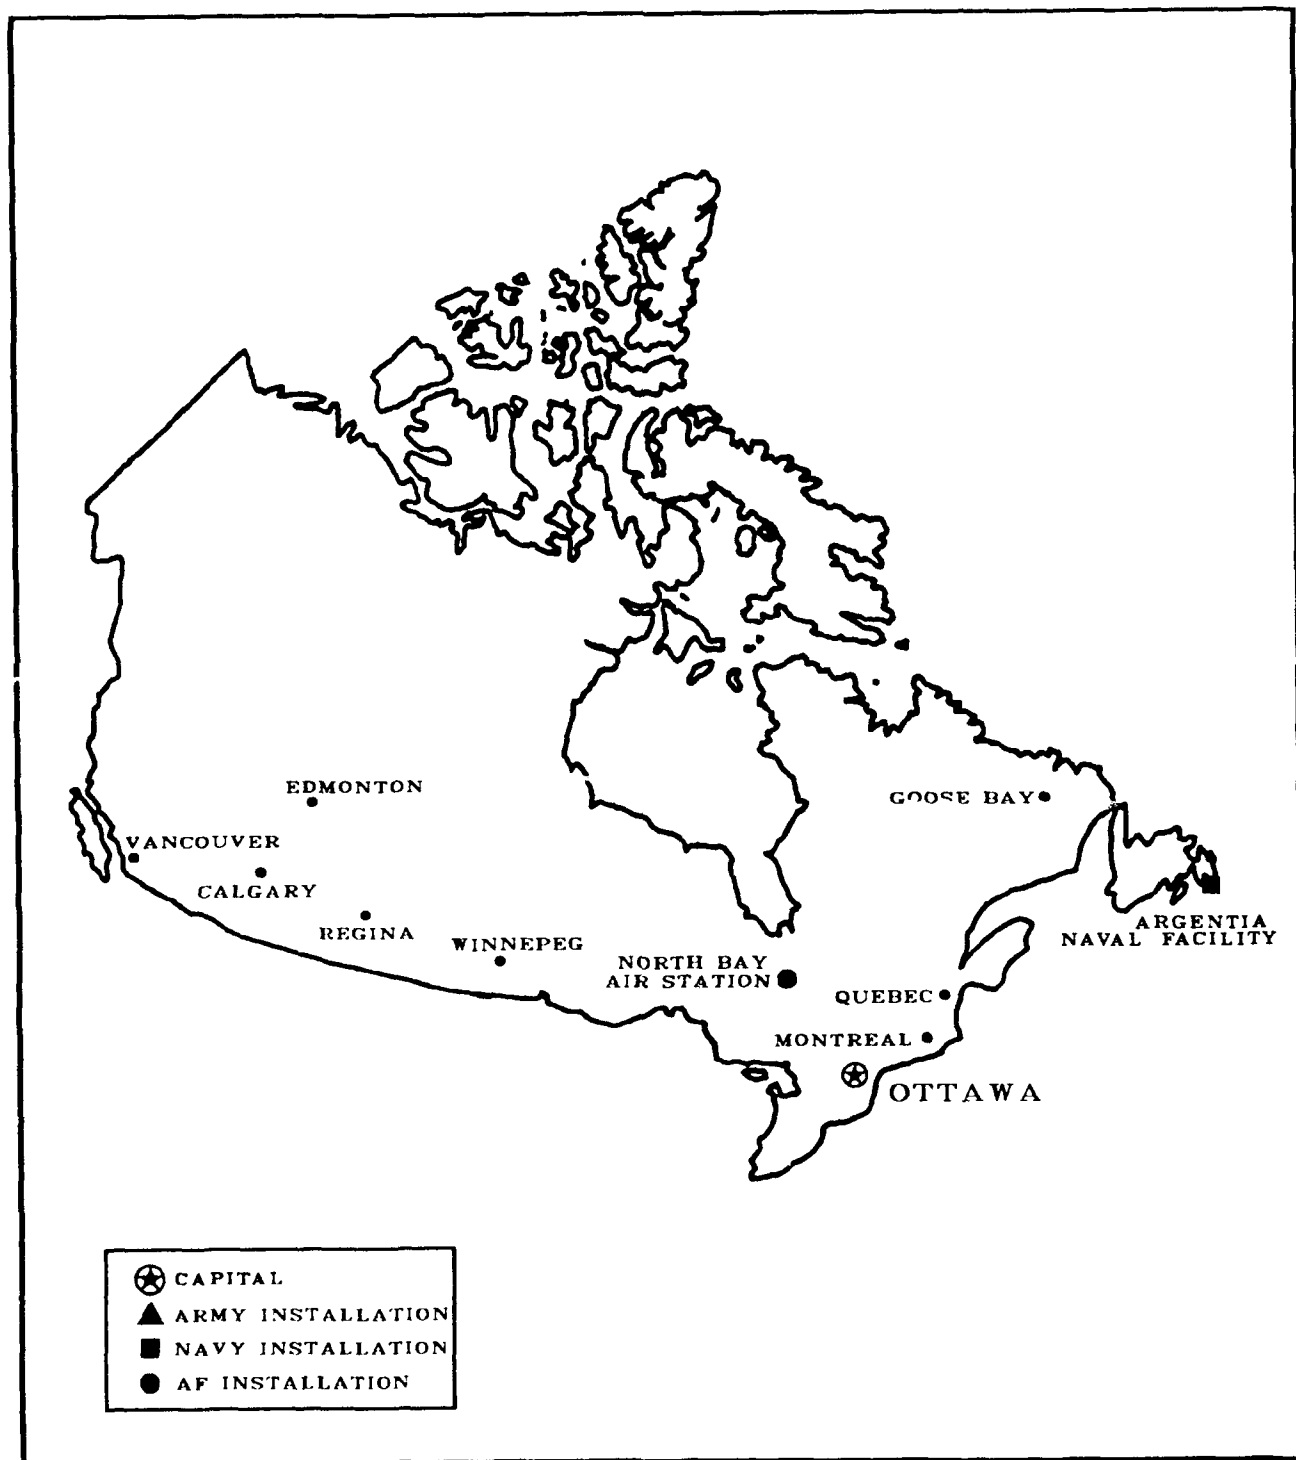 EDMONTON
GOOSE BAY
VANCOUVER
CALGARY
REGINA
WINNEPEG
ARGENTIA
NAVAL FACILITY
NORTH BAY
AIR STATION
QUEBEC
MONTREAL
OTTAWA
CAPITAL
ARMY INSTALLATION
NAVY INSTALLATION
AF INSTALLATION